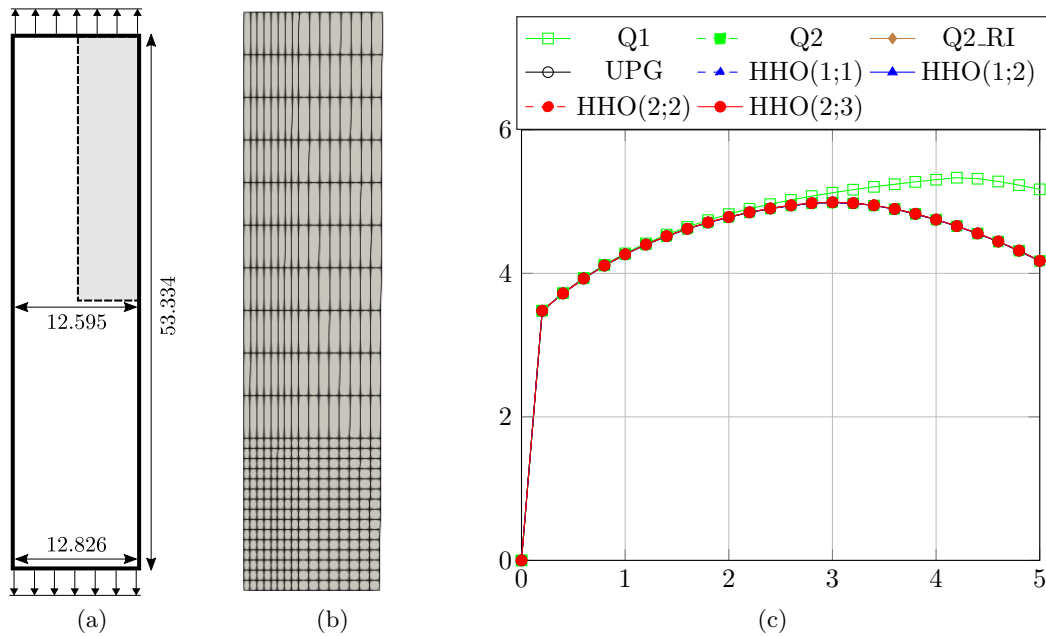 12.595
53.334
12.826
(a)
(b)
Q1 Q2 Q2_RI
UPG HHO(1;1) HHO(1;2)
HHO(2;2) HHO(2;3)
6
4
2
0
0 1 2 3 4 5
(c)